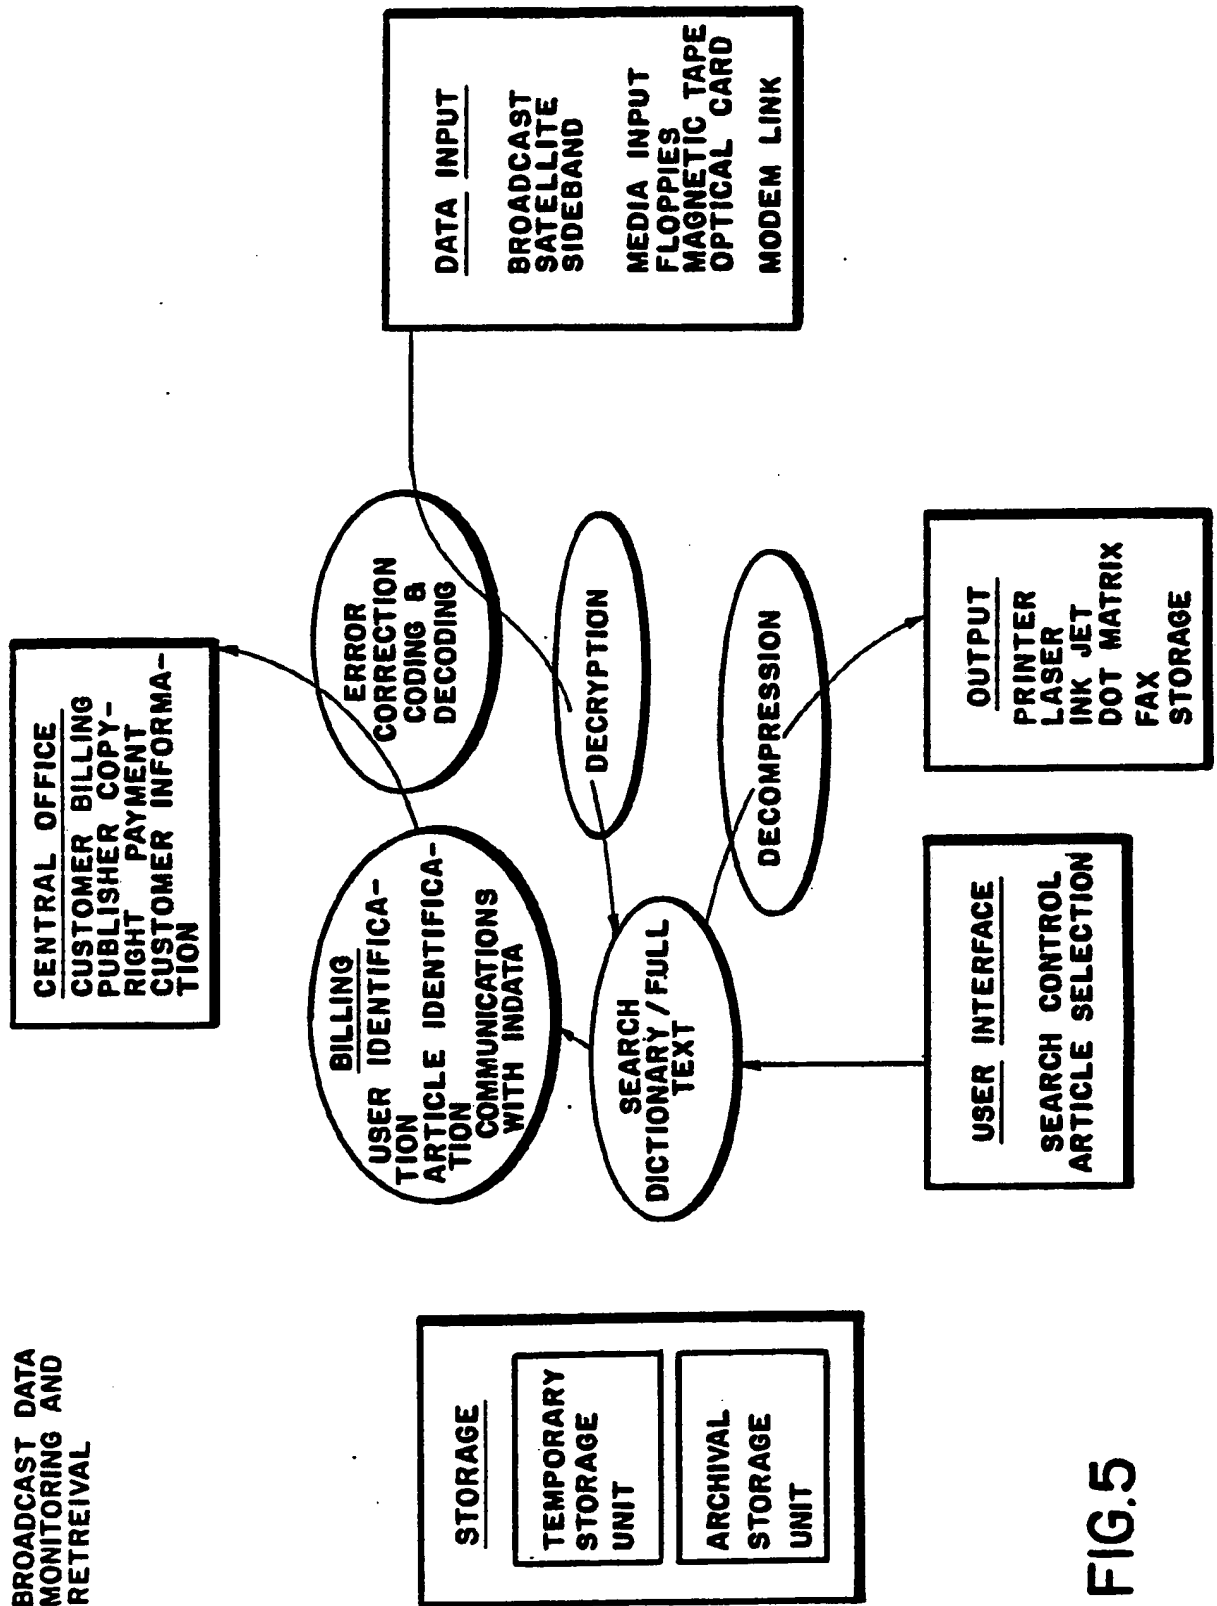 BROADCAST DATA
MONITORING AND
RETREIVAL
CENTRAL OFFICE
CUSTOMER BILLING
PUBLISHER COPY-
RIGHT PAYMENT
CUSTOMER INFORMA-
TION
BILLING
USER IDENTIFICA-
TION
ARTICLE IDENTIFICA-
TION
COMMUNICATIONS
WITH INDATA
ERROR
CORRECTION
CODING &
DECODING
DATA INPUT
BROADCAST
SATELLITE
SIDEBAND
MEDIA INPUT
FLOPPIES
MAGNETIC TAPE
OPTICAL CARD
MODEM LINK
STORAGE
TEMPORARY
STORAGE
UNIT
ARCHIVAL
STORAGE
UNIT
SEARCH
DICTIONARY/FULL
TEXT
DECRYPTION
DECOMPRESSION
USER INTERFACE
SEARCH CONTROL
ARTICLE SELECTION
OUTPUT
PRINTER
LASER
INK JET
DOT MATRIX
FAX
STORAGE
FIG.5